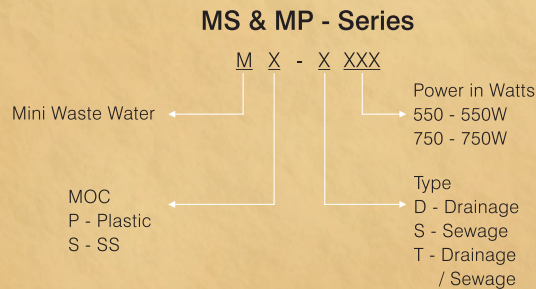 MS & MP - Series
M X - X XXX
Mini Waste Water
Power in Watts
550 - 550W
750 - 750W
MOC
P - Plastic
S - SS
Type
D - Drainage
S - Sewage
T - Drainage
/ Sewage